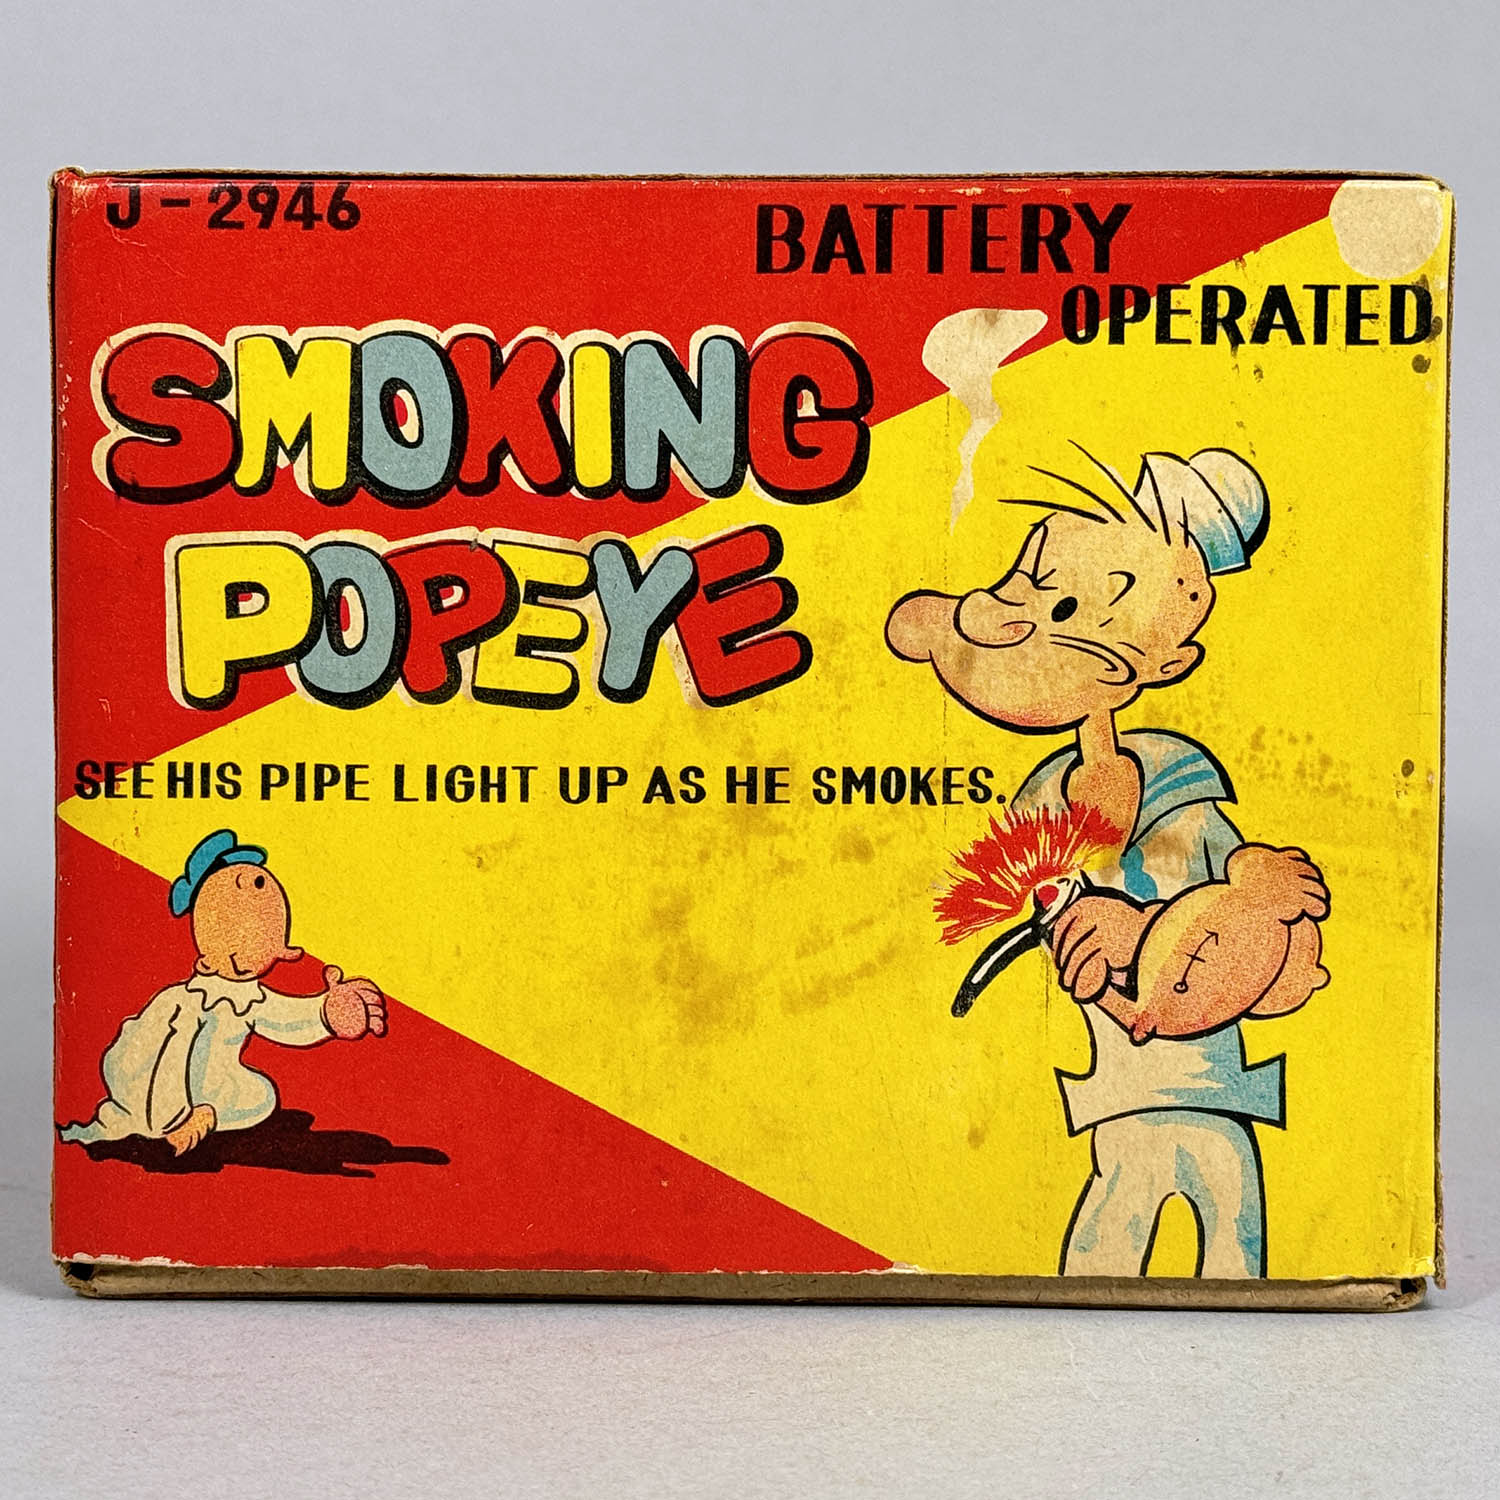 J-2946
BATTERY
OPERATED
SMOKING
POPEYE
SEE HIS PIPE LIGHT UP AS HE SMOKES.